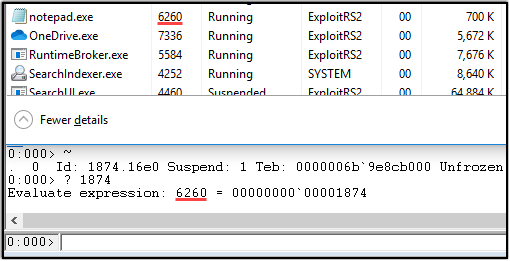 notepad.exe 6260 Running ExploitRS2 00 700 K
OneDrive.exe 7336 Running ExploitRS2 00 5,672 K
RuntimeBroker.exe 5584 Running ExploitRS2 00 7,676 K
SearchIndexer.exe 4252 Running SYSTEM 00 8,640 K
SearchUI.exe 4460 Suspended ExploitRS2 00 64,884 K
Fewer details
0:000> ~
. 0 Id: 1874.16e0 Suspend: 1 Teb: 0000006b`9e8cb000 Unfrozen
0:000> ? 1874
Evaluate expression: 6260 = 00000000`00001874
0:000>